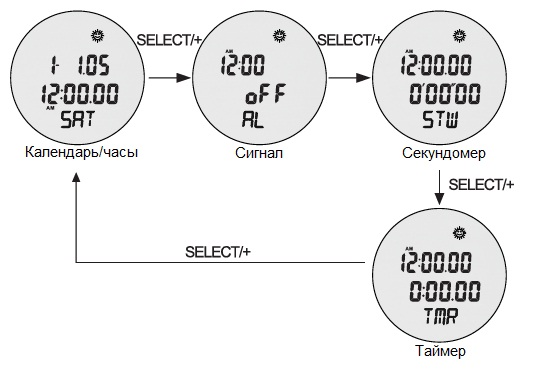 SELECT/+
SELECT/+
AM
1- 1.05
12:00.00
AM
SAT
Календарь/часы
12:00
oFF
AL
Сигнал
AM
12:00.00
0'00'00
STW
Секундомер
SELECT/+
AM
12:00.00
0:00.00
TMR
Таймер
SELECT/+